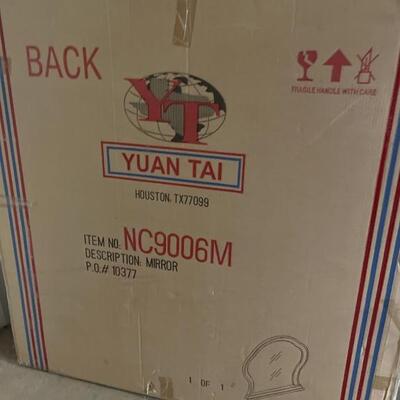 BACK
YT
FRAGILE HANDLE WITH CARE
YUAN TAI
HOUSTON, TX77099
ITEM NO: NC9006M
DESCRIPTION: MIRROR
P.O.# 10377
1 OF 1